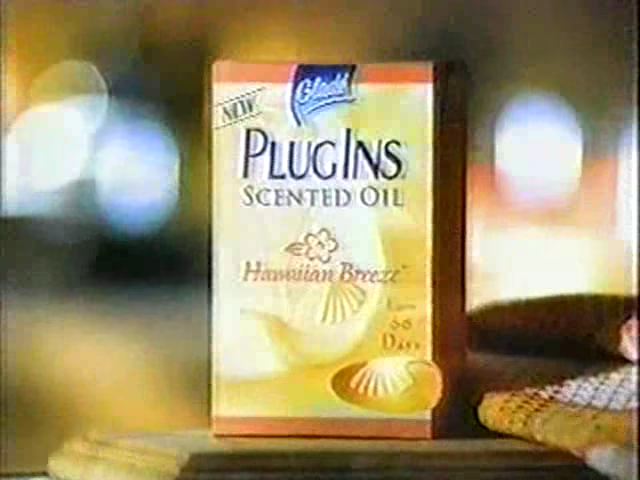 NEW
Glade
PLUGINS
SCENTED OIL
Hawaiian Breeze
60
DAYS